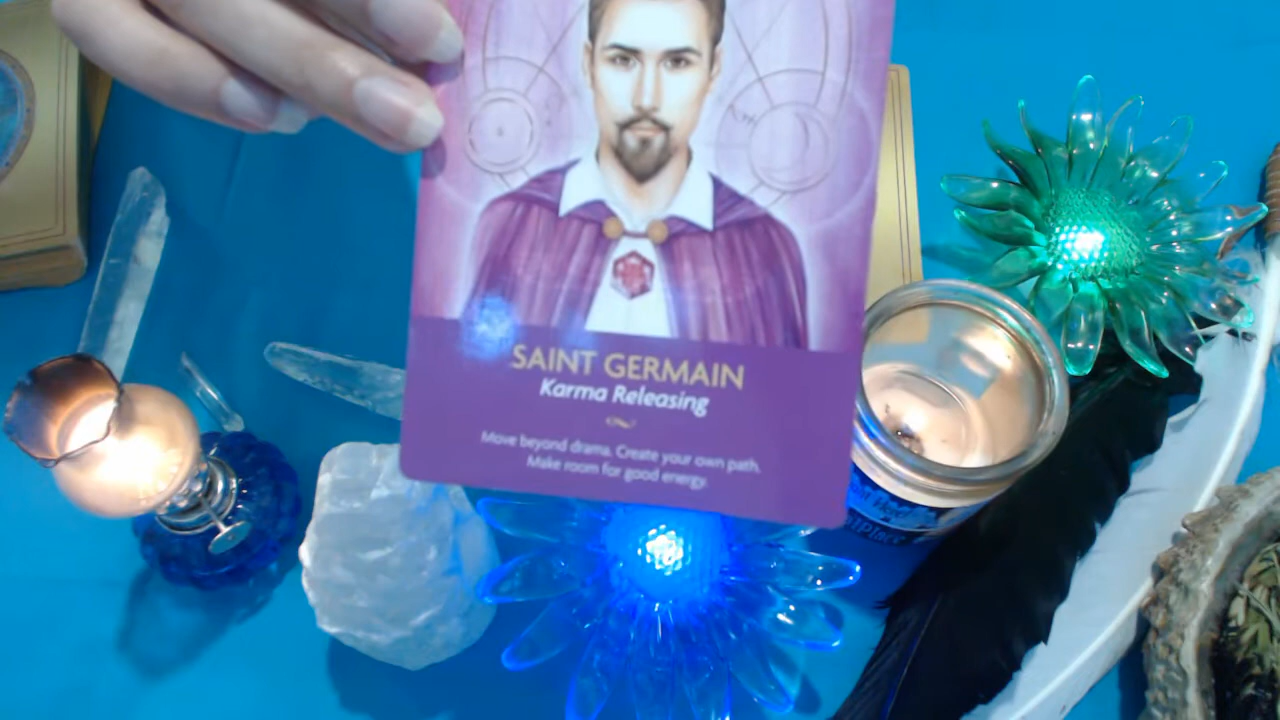 SAINT GERMAIN
Karma Releasing
Move beyond drama. Create your own path.
Make room for good energy.